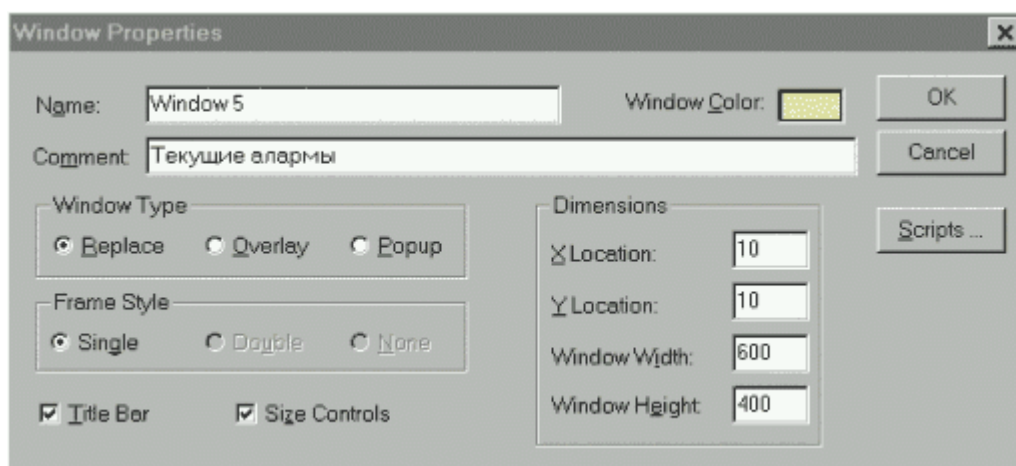 Window Properties
Name: Window 5 Window Color: OK
Comment: Текущие алармы Cancel
Window Type Dimensions
Replace Overlay Popup X Location: 10 Scripts ...
Frame Style Y Location: 10
Single Double None Window Width: 600
Title Bar Size Controls Window Height: 400